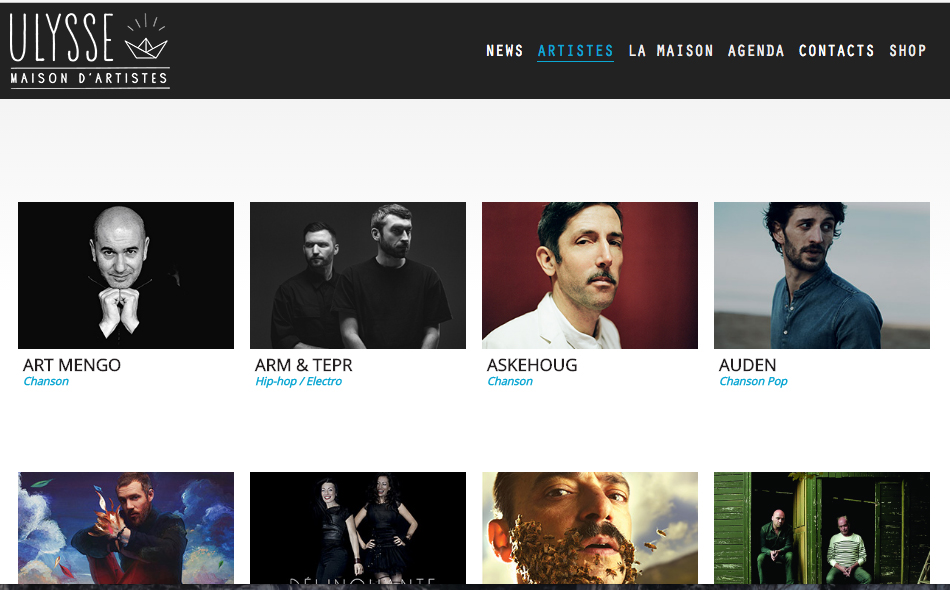 ULYSSE
MAISON D'ARTISTES
NEWS ARTISTES LA MAISON AGENDA CONTACTS SHOP
ART MENGO
Chanson
ARM & TEPR
Hip-hop / Electro
ASKEHOUG
Chanson
AUDEN
Chanson Pop
DÉLINQUANTE